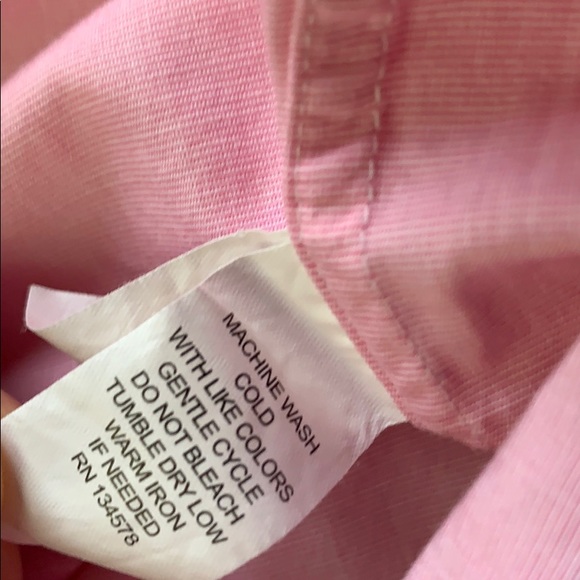 MACHINE WASH
COLD
WITH LIKE COLORS
GENTLE CYCLE
DO NOT BLEACH
TUMBLE DRY LOW
WARM IRON
IF NEEDED
RN 134578